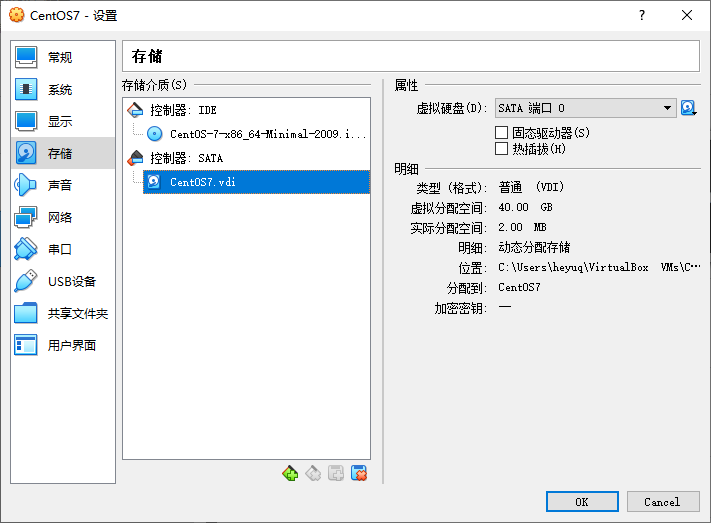 CentOS7 - 设置
?
常规
系统
显示
存储
声音
网络
串口
USB设备
共享文件夹
用户界面
存储
存储介质(S)
控制器: IDE
CentOS-7-x86_64-Minimal-2009.i...
控制器: SATA
CentOS7.vdi
属性
虚拟硬盘(D): SATA 端口 0
固态驱动器(S)
热插拔(H)
明细
类型 (格式): 普通 (VDI)
虚拟分配空间: 40.00 GB
实际分配空间: 2.00 MB
明细: 动态分配存储
位置: C:\Users\heyuq\VirtualBox VMs\C…
分配到: CentOS7
加密密钥: —
OK
Cancel